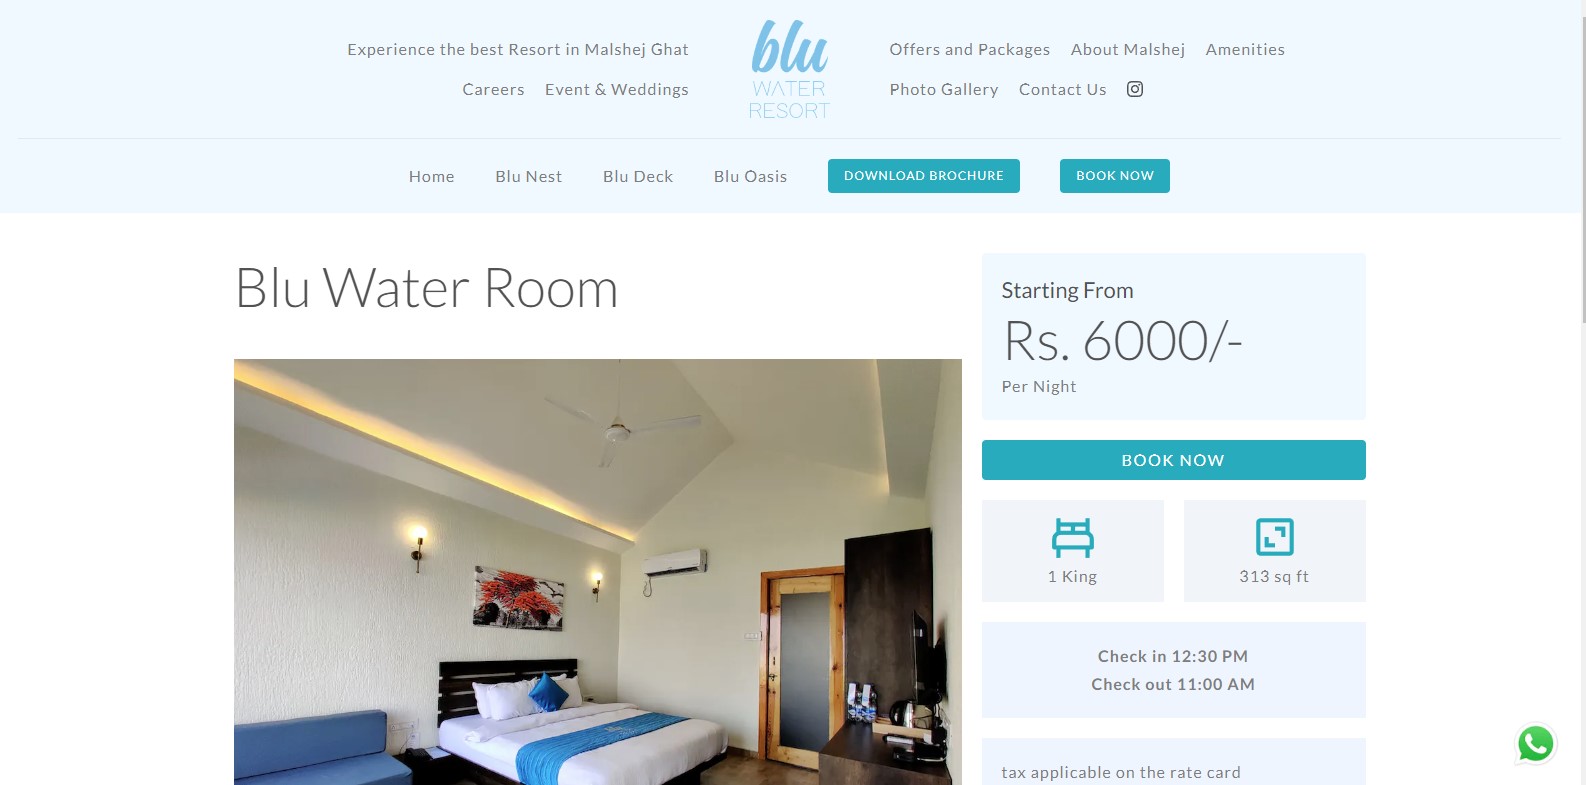 Experience the best Resort in Malshej Ghat
Careers Event & Weddings
blu
WATER
RESORT
Offers and Packages About Malshej Amenities
Photo Gallery Contact Us
Home Blu Nest Blu Deck Blu Oasis DOWNLOAD BROCHURE BOOK NOW
Blu Water Room
Starting From
Rs. 6000/-
Per Night
BOOK NOW
1 King
313 sq ft
Check in 12:30 PM
Check out 11:00 AM
tax applicable on the rate card